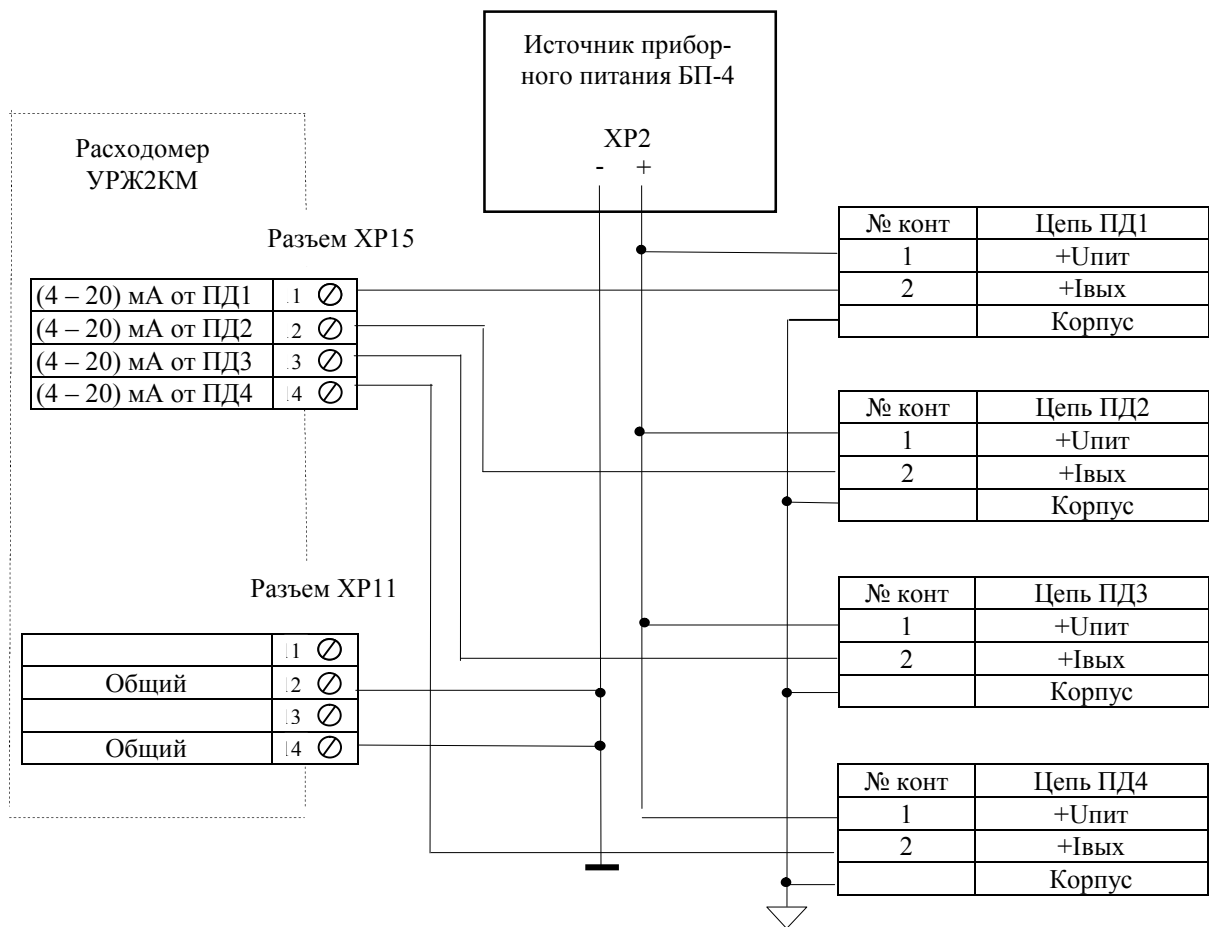 Источник прибор-
ного питания БП-4
ХР2
- +
Расходомер
УРЖ2КМ
Разъем ХР15
(4 – 20) мА от ПД1 1
(4 – 20) мА от ПД2 2
(4 – 20) мА от ПД3 3
(4 – 20) мА от ПД4 4
Разъем ХР11
1
Общий 2
3
Общий 4
№ конт Цепь ПД1
1 +Uпит
2 +Iвых
Корпус
№ конт Цепь ПД2
1 +Uпит
2 +Iвых
Корпус
№ конт Цепь ПД3
1 +Uпит
2 +Iвых
Корпус
№ конт Цепь ПД4
1 +Uпит
2 +Iвых
Корпус